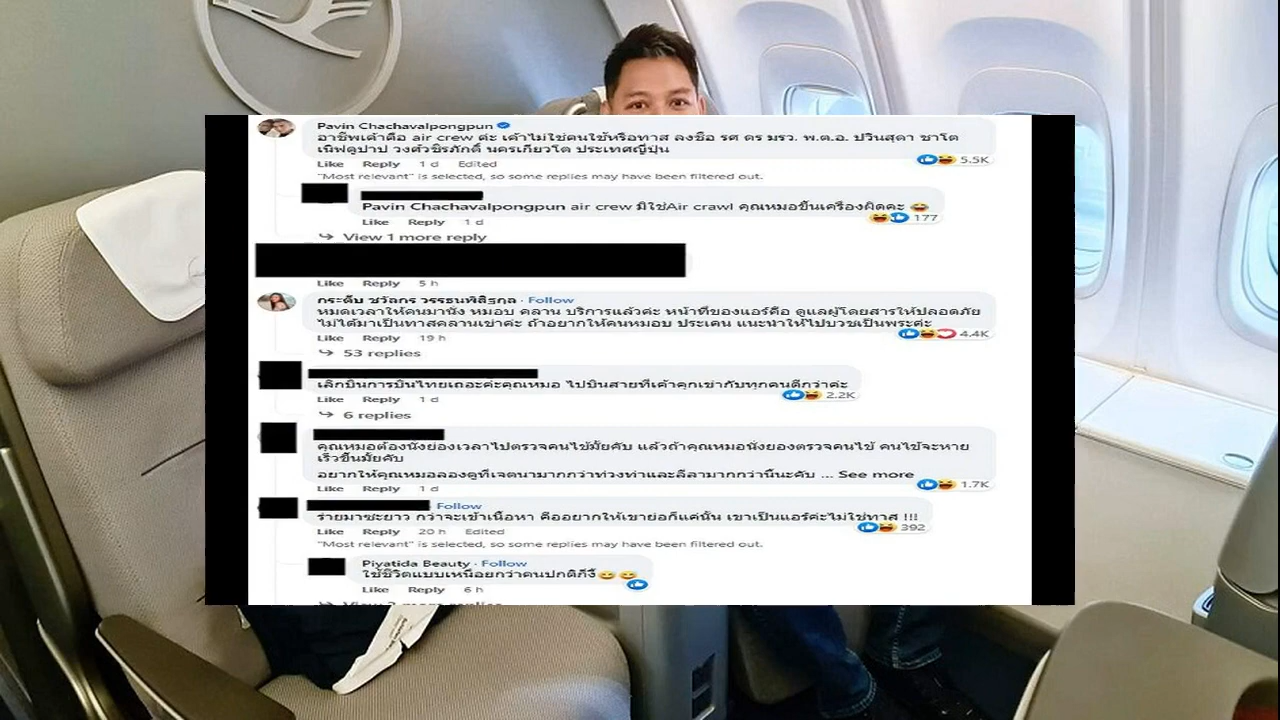 Pavin Chachavalpongpun
อาชีพเค้าคือ air crew ค่ะ เค้าไม่ใช่คนใช้หรือทาส ลงชื่อ รศ ดร มรว. พ.ต.อ. ปวินสุดา ชาโต
เนิฟดูปาป วงศ์วชิรภักดิ์ นครเกียวโต ประเทศญี่ปุ่น
Like Reply 1 d Edited
5.5K
"Most relevant" is selected, so some replies may have been filtered out.
Pavin Chachavalpongpun air crew มิใช่Air crawl คุณหมอขึ้นเครื่องผิดคะ 😂
177
Like Reply 1 d
View 1 more reply
Like Reply 5 h
กระตืบ ชวัลกร วรรธนพิสิฐกุล · Follow
หมดเวลาให้คนมานั่ง หมอบ คลาน บริการแล้วค่ะ หน้าที่ของแอร์คือ ดูแลผู้โดยสารให้ปลอดภัย
ไม่ได้มาเป็นทาสคลานเข่าค่ะ ถ้าอยากให้คนหมอบ ประเคน แนะนำให้ไปบวชเป็นพระค่ะ
4.4K
Like Reply 19 h
53 replies
เลิกบินการบินไทยเถอะค่ะคุณหมอ ไปบินสายที่เค้าคุกเข่ากับทุกคนดีกว่าค่ะ
2.2K
Like Reply 1 d
6 replies
คุณหมอต้องนั่งย่องเวลาไปตรวจคนไข้มั้ยคับ แล้วถ้าคุณหมอนั่งยองตรวจคนไข้ คนไข้จะหาย
เร็วขึ้นมั้ยคับ
อยากให้คุณหมอลองดูที่เจตนามากกว่าท่วงท่าและลีลามากกว่านี้นะคับ ... See more
1.7K
Like Reply 1 d
Follow
ร่ายมาซะยาว กว่าจะเข้าเนื้อหา คืออยากให้เขาย่อก็แค่นั้น เขาเป็นแอร์ค่ะไม่ใช่ทาส !!!
392
Like Reply 20 h Edited
"Most relevant" is selected, so some replies may have been filtered out.
Piyatida Beauty · Follow
ใช้ชีวิตแบบเหนือยกว่าคนปกติก็งี้😅😅
Like Reply 6 h